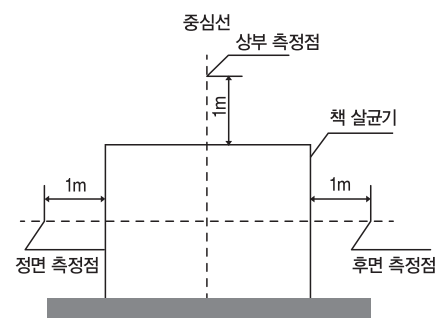 중심선
상부 측정점
1m
책 살균기
1m
1m
정면 측정점
후면 측정점